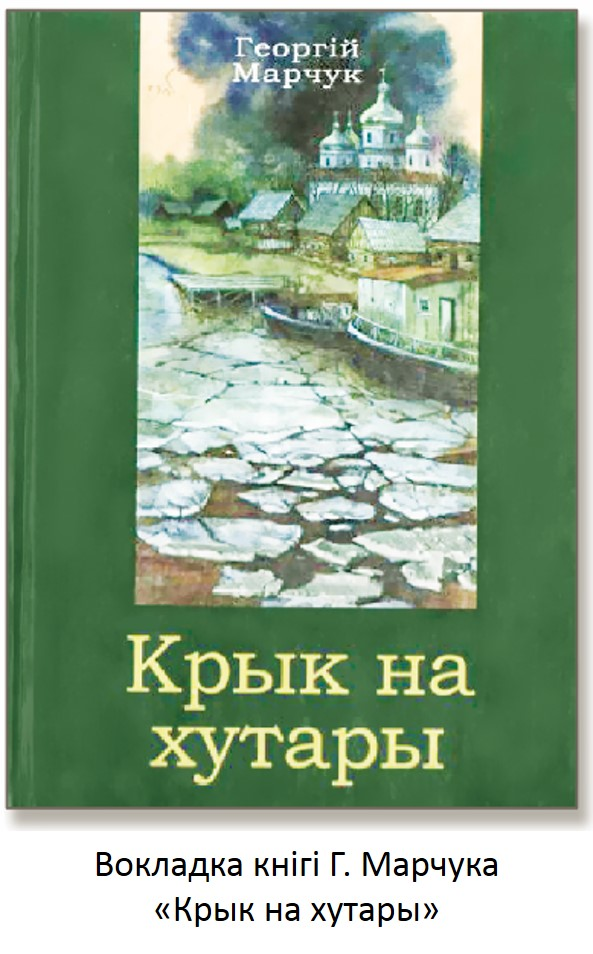 Георгій
Марчук
Крык на
хутары
Вокладка кнігі Г. Марчука
«Крык на хутары»